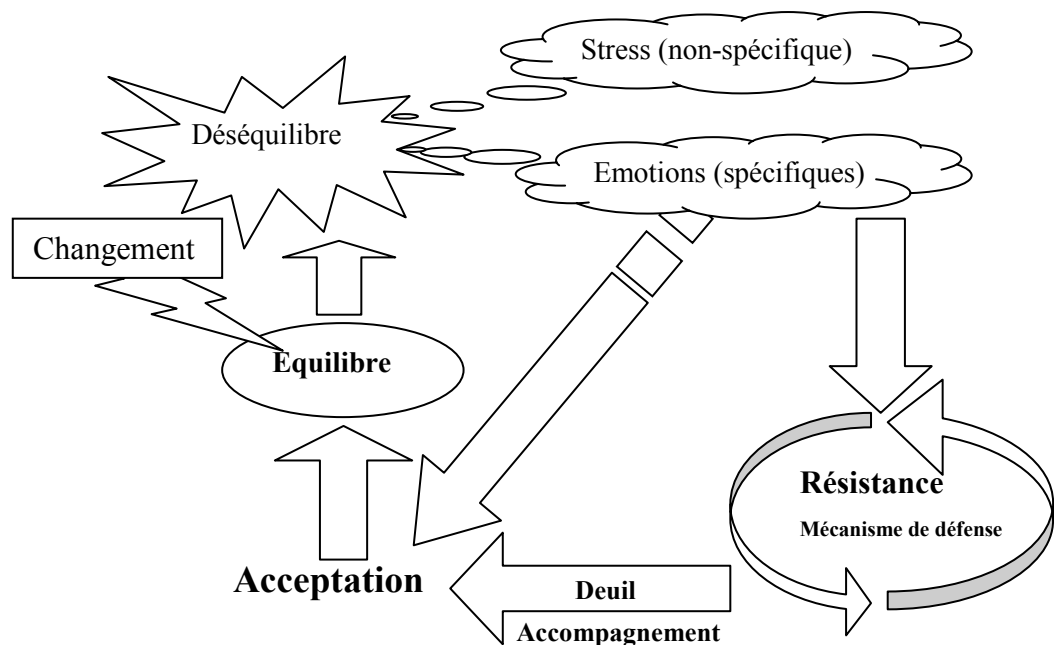 Stress (non-spécifique)
Déséquilibre
Emotions (spécifiques)
Changement
Equilibre
Résistance
Mécanisme de défense
Acceptation
Deuil
Accompagnement